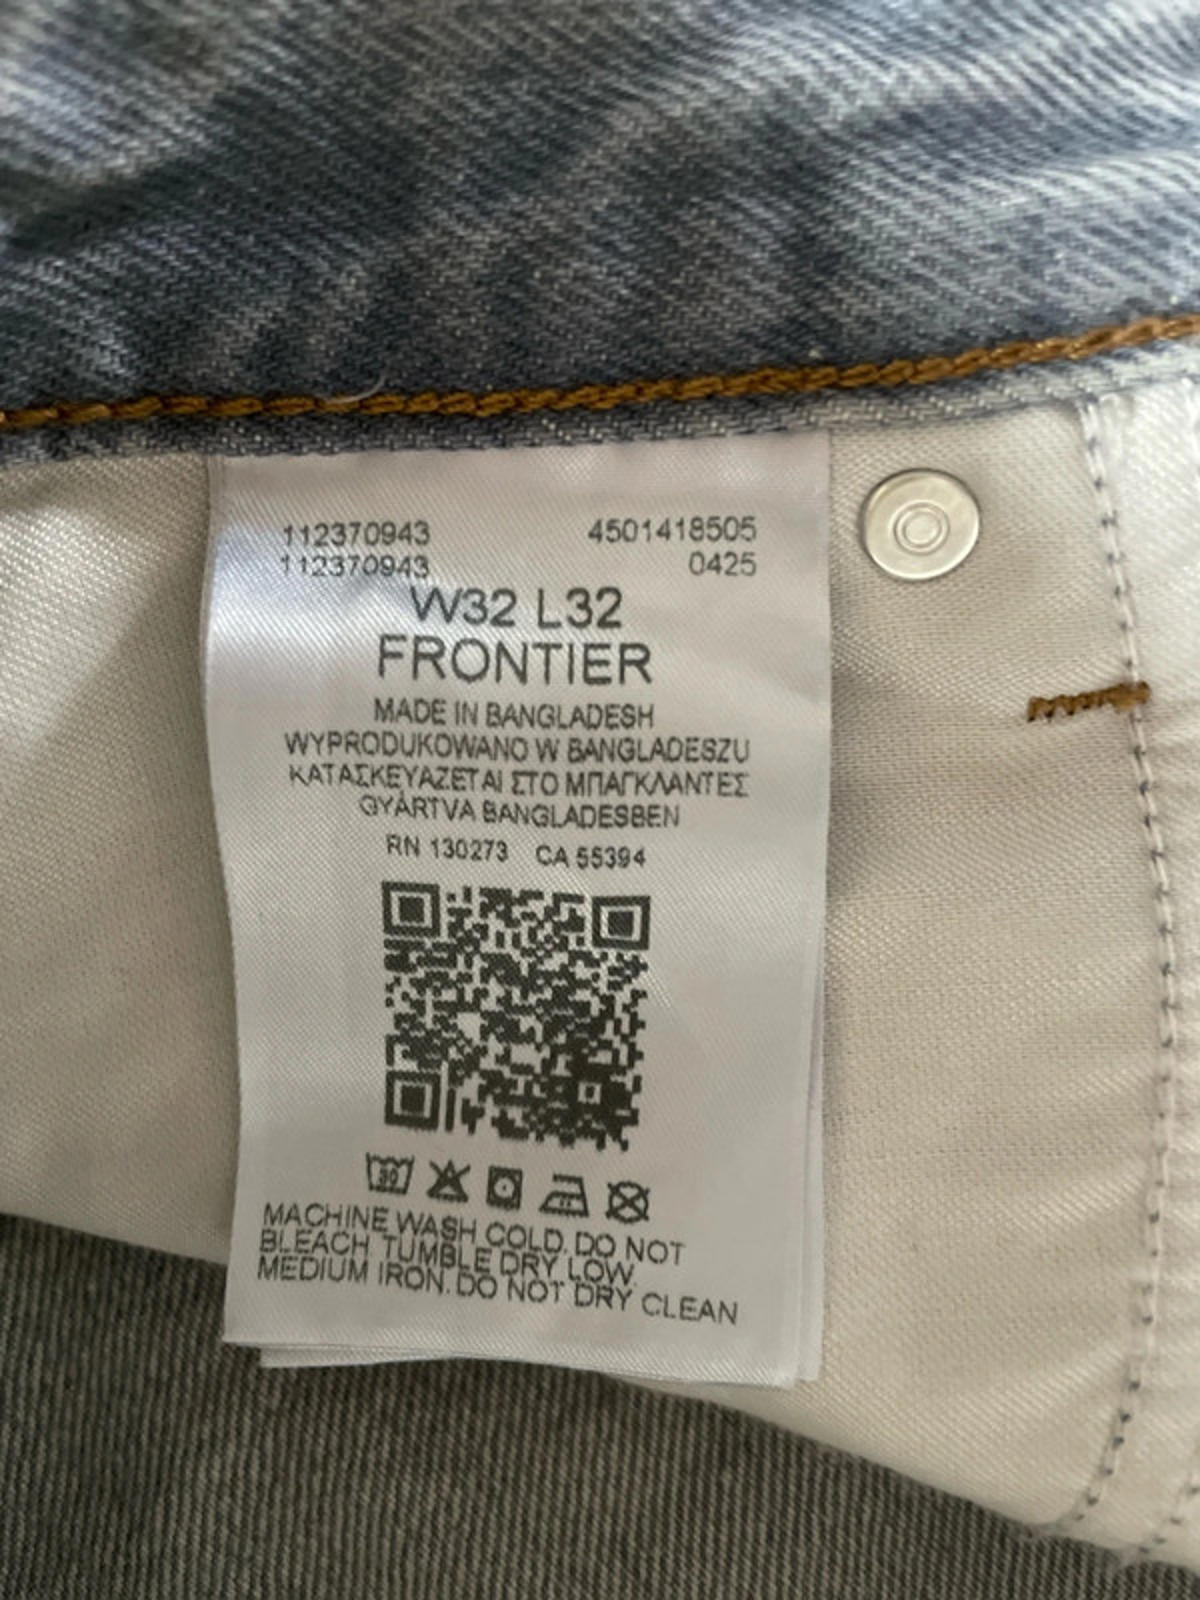 112370943 4501418505
112370943 0425
W32 L32
FRONTIER
MADE IN BANGLADESH
WYPRODUKOWANO W BANGLADESZU
ΚΑΤΑΣΚΕΥΑΖΕΤΑΙ ΣΤΟ ΜΠΑΓΚΛΑΝΤΕΣ
GYÁRTVA BANGLADESBEN
RN 130273 CA 55394
30
MACHINE WASH COLD. DO NOT
BLEACH TUMBLE DRY LOW.
MEDIUM IRON. DO NOT DRY CLEAN